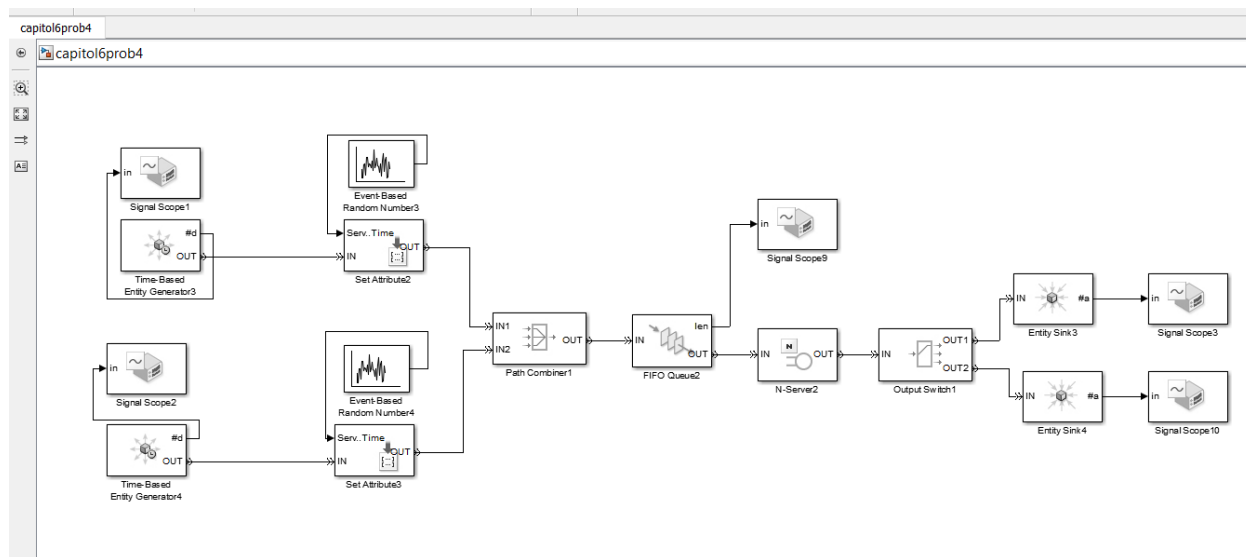 capitol6prob4
capitol6prob4
in
Signal Scope1
#d
OUT
Time-Based
Entity Generator3
Event-Based
Random Number3
Serv..Time
OUT
IN
[...]
Set Attribute2
in
Signal Scope2
#d
OUT
Time-Based
Entity Generator4
Event-Based
Random Number4
Serv..Time
OUT
IN
[...]
Set Attribute3
IN1
IN2
OUT
Path Combiner1
in
Signal Scope9
len
IN
OUT
FIFO Queue2
N
IN
OUT
N-Server2
IN
OUT1
OUT2
Output Switch1
IN
#a
Entity Sink3
in
Signal Scope3
IN
#a
Entity Sink4
in
Signal Scope10